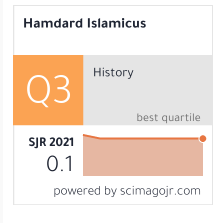 Hamdard Islamicus
Q3
History
best quartile
SJR 2021
0.1
powered by scimagojr.com